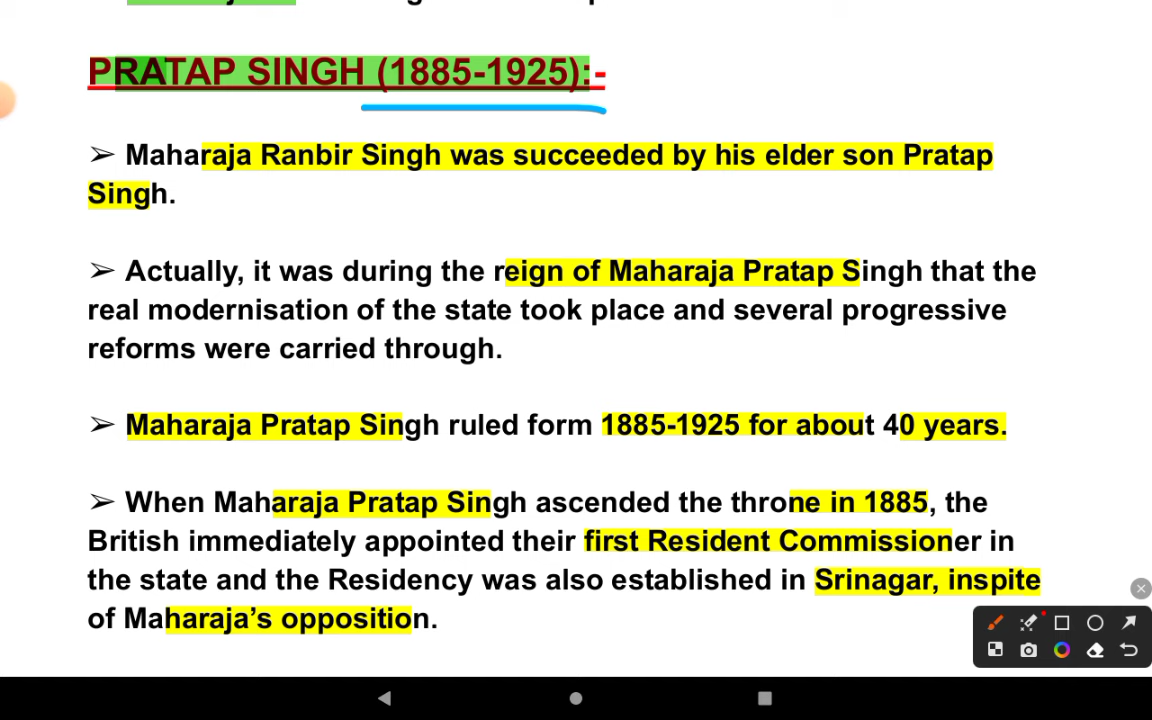 PRATAP SINGH (1885-1925):-
➢ Maharaja Ranbir Singh was succeeded by his elder son Pratap
Singh.
➢ Actually, it was during the reign of Maharaja Pratap Singh that the
real modernisation of the state took place and several progressive
reforms were carried through.
➢ Maharaja Pratap Singh ruled form 1885-1925 for about 40 years.
➢ When Maharaja Pratap Singh ascended the throne in 1885, the
British immediately appointed their first Resident Commissioner in
the state and the Residency was also established in Srinagar, inspite
of Maharaja’s opposition.